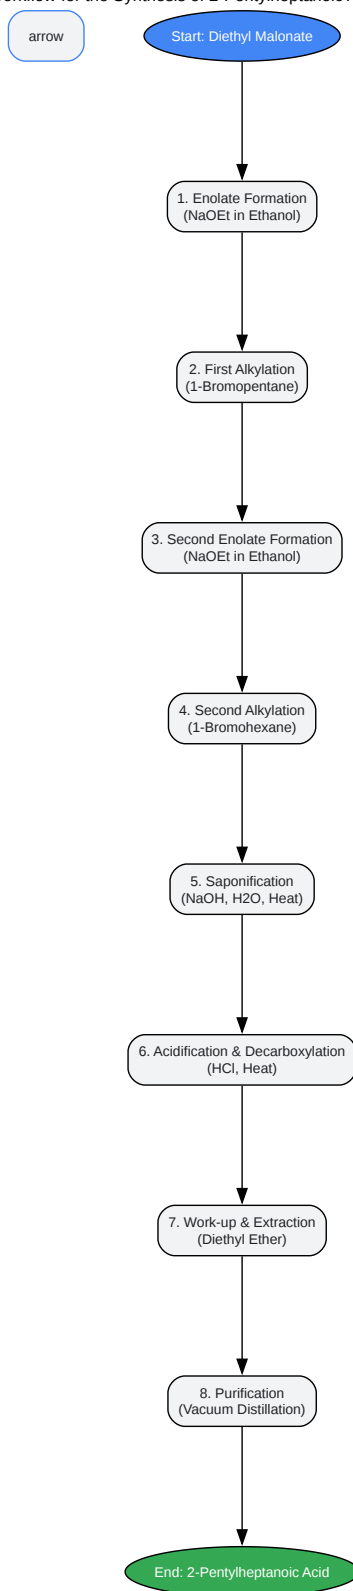 for the Synthesis of 2-Pentylheptanoic
arrow
Start: Diethyl Malonate
1. Enolate Formation
(NaOEt in Ethanol)
2. First Alkylation
(1-Bromopentane)
3. Second Enolate Formation
(NaOEt in Ethanol)
4. Second Alkylation
(1-Bromohexane)
5. Saponification
(NaOH, H2O, Heat)
6. Acidification & Decarboxylation
(HCl, Heat)
7. Work-up & Extraction
(Diethyl Ether)
8. Purification
(Vacuum Distillation)
End: 2-Pentylheptanoic Acid